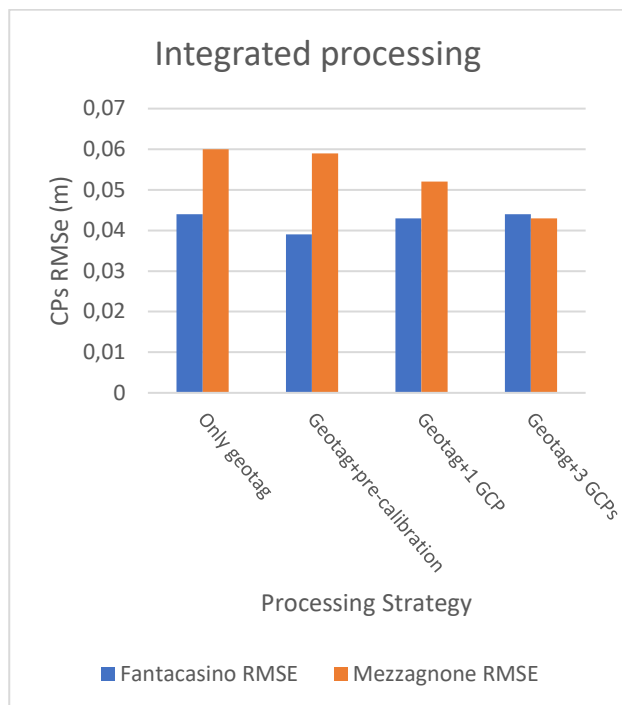 Integrated processing
0,07
0,06
0,05
0,04
0,03
0,02
0,01
0
CPs RMSe (m)
Only geotag
Geotag+pre-calibration
Geotag+1 GCP
Geotag+3 GCPs
Processing Strategy
Fantacasino RMSE
Mezzagnone RMSE